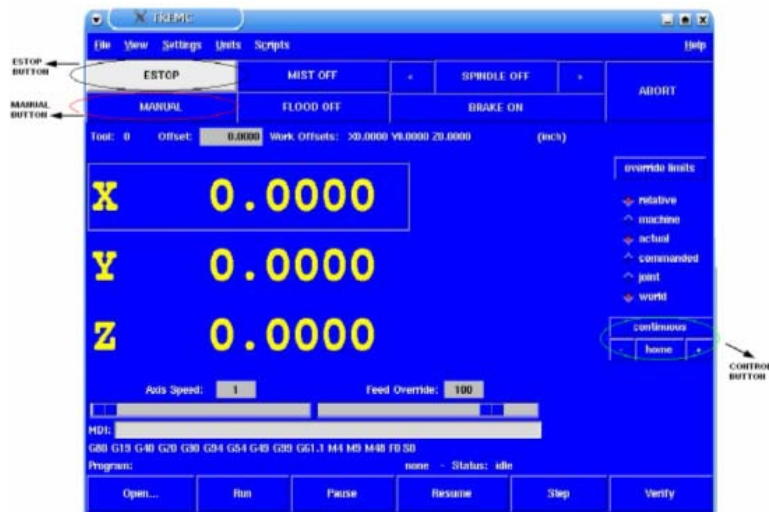 TkEMC
File View Settings Units Scripts Help
ESTOP BUTTON
ESTOP MIST OFF < SPINDLE OFF > ABORT
MANUAL BUTTON
MANUAL FLOOD OFF BRAKE ON
Tool: 0 Offset: 0.0000 Work Offsets: X0.0000 Y0.0000 Z0.0000 (inch)
override limits
X 0.0000
relative
machine
actual
Y 0.0000
commanded
joint
world
Z 0.0000
continuous
- home +
CONTROL BUTTON
Axis Speed: 1 Feed Override: 100
MDI:
G80 G19 G40 G20 G90 G94 G54 G49 G99 G61.1 M4 M9 M48 F0 S0
Program: none - Status: idle
Open... Run Pause Resume Step Verify